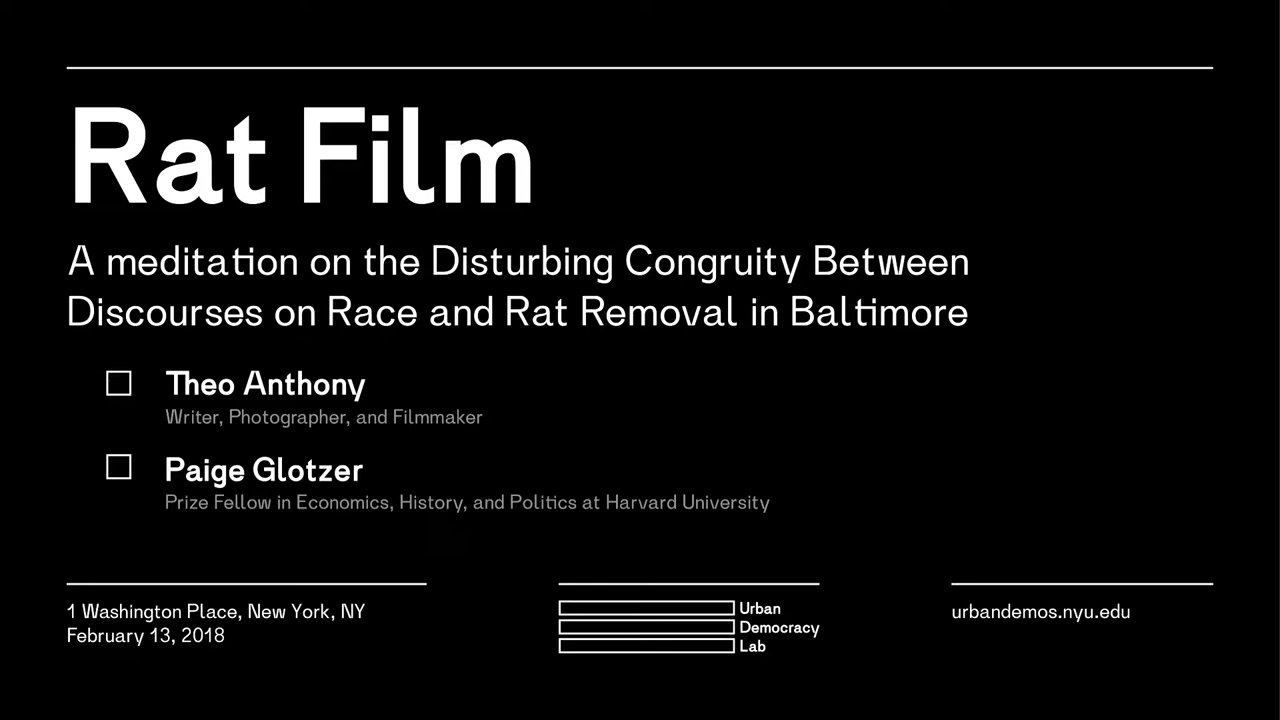 Rat Film
A meditation on the Disturbing Congruity Between
Discourses on Race and Rat Removal in Baltimore
Theo Anthony
Writer, Photographer, and Filmmaker
Paige Glotzer
Prize Fellow in Economics, History, and Politics at Harvard University
1 Washington Place, New York, NY
February 13, 2018
Urban
Democracy
Lab
urbandemos.nyu.edu